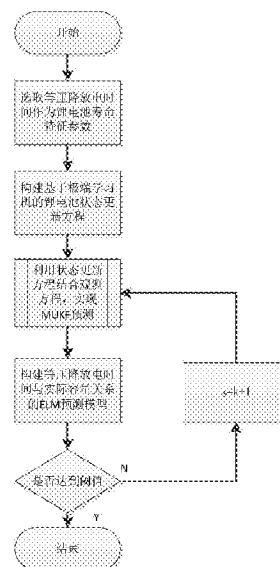 开始
选取等压降放电时
间作为锂电池寿命
特征参数
构建基于极端学习
机的锂电池状态更
新方程
利用状态更新
方程结合观测
方程，实现
MUKF预测
构建等压降放电时
间与实际容量关系
的ELM预测模型
k=k+1
是否达到阈值
N
Y
结束